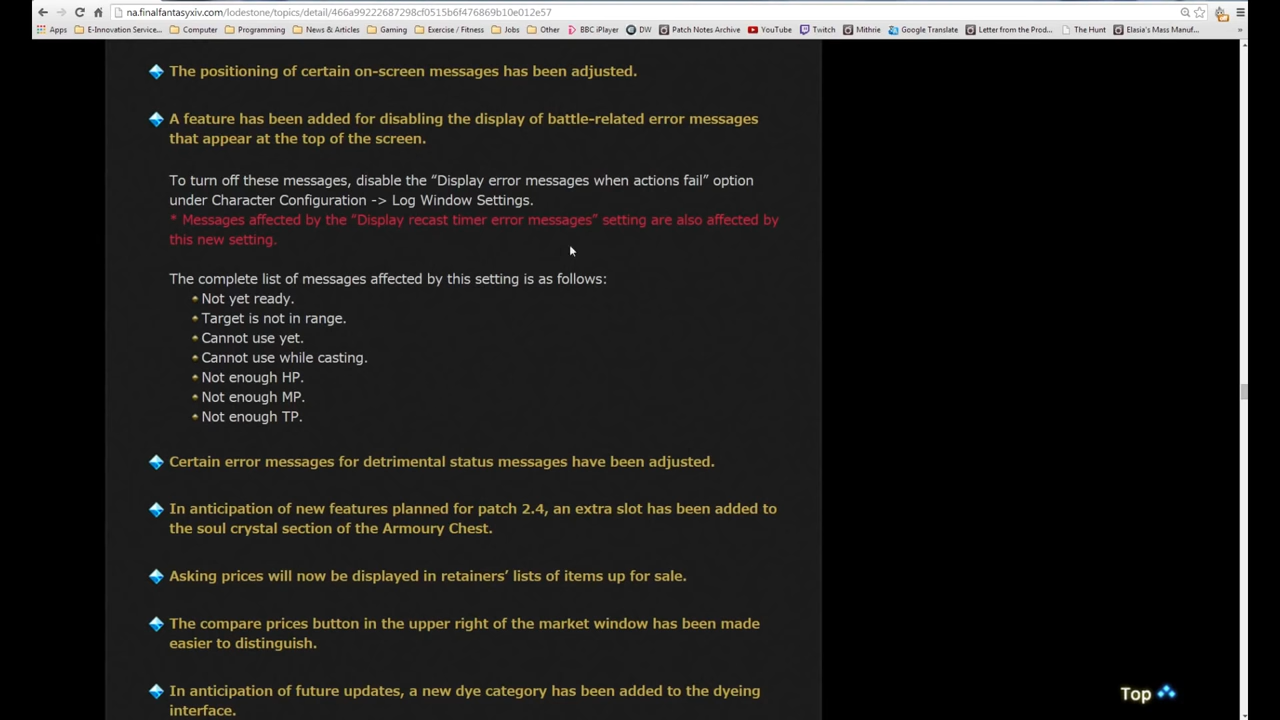 na.finalfantasyxiv.com/lodestone/topics/detail/466a99222687298cf0515b6f476869b10e012e57
Apps E-Innovation Service... Computer Programming News & Articles Gaming Exercise / Fitness Jobs Other BBC iPlayer DW Patch Notes Archive YouTube Twitch Mithrie Google Translate Letter from the Prod... The Hunt Elasia's Mass Manuf... »
The positioning of certain on-screen messages has been adjusted.
A feature has been added for disabling the display of battle-related error messages
that appear at the top of the screen.
To turn off these messages, disable the “Display error messages when actions fail” option
under Character Configuration -> Log Window Settings.
* Messages affected by the “Display recast timer error messages” setting are also affected by
this new setting.
The complete list of messages affected by this setting is as follows:
Not yet ready.
Target is not in range.
Cannot use yet.
Cannot use while casting.
Not enough HP.
Not enough MP.
Not enough TP.
Certain error messages for detrimental status messages have been adjusted.
In anticipation of new features planned for patch 2.4, an extra slot has been added to
the soul crystal section of the Armoury Chest.
Asking prices will now be displayed in retainers’ lists of items up for sale.
The compare prices button in the upper right of the market window has been made
easier to distinguish.
In anticipation of future updates, a new dye category has been added to the dyeing
interface.
Top